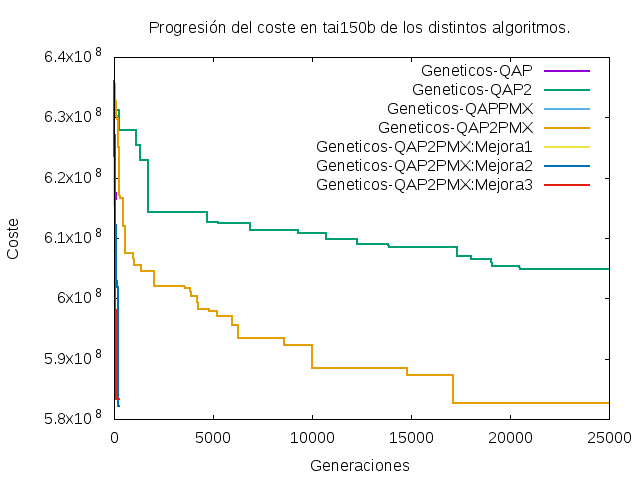 Progresión del coste en tai150b de los distintos algoritmos.
6.4x10^8
6.3x10^8
6.2x10^8
6.1x10^8
6x10^8
5.9x10^8
5.8x10^8
Coste
Geneticos-QAP
Geneticos-QAP2
Geneticos-QAPPMX
Geneticos-QAP2PMX
Geneticos-QAP2PMX:Mejora1
Geneticos-QAP2PMX:Mejora2
Geneticos-QAP2PMX:Mejora3
0 5000 10000 15000 20000 25000
Generaciones